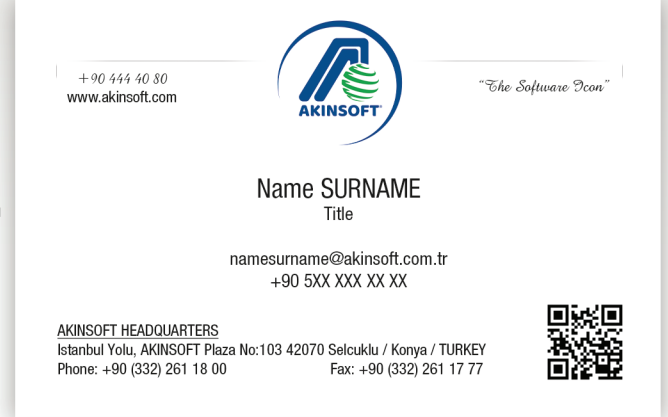 +90 444 40 80
www.akinsoft.com
AKINSOFT
“The Software Icon”
Name SURNAME
Title
namesurname@akinsoft.com.tr
+90 5XX XXX XX XX
AKINSOFT HEADQUARTERS
Istanbul Yolu, AKINSOFT Plaza No:103 42070 Selcuklu / Konya / TURKEY
Phone: +90 (332) 261 18 00 Fax: +90 (332) 261 17 77